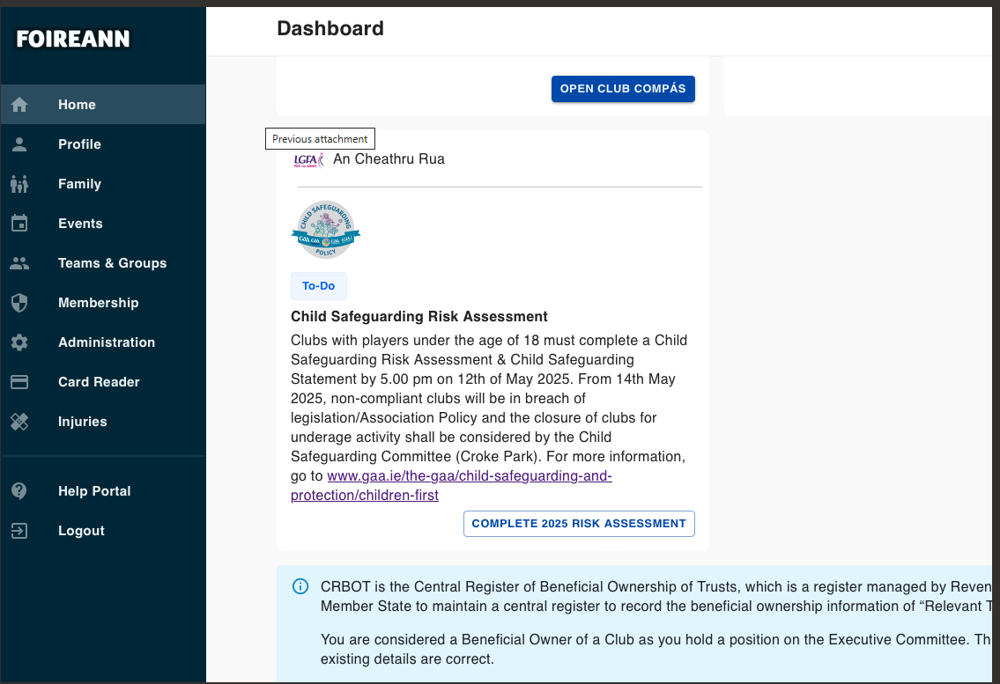 FOIREANN
Dashboard
Home
Profile
Family
Events
Teams & Groups
Membership
Administration
Card Reader
Injuries
Help Portal
Logout
OPEN CLUB COMPÁS
Previous attachment
LGFA
An Cheathru Rua
CHILD SAFEGUARDING
POLICY
To-Do
Child Safeguarding Risk Assessment
Clubs with players under the age of 18 must complete a Child
Safeguarding Risk Assessment & Child Safeguarding
Statement by 5.00 pm on 12th of May 2025. From 14th May
2025, non-compliant clubs will be in breach of
legislation/Association Policy and the closure of clubs for
underage activity shall be considered by the Child
Safeguarding Committee (Croke Park). For more information,
go to www.gaa.ie/the-gaa/child-safeguarding-and-
protection/children-first
COMPLETE 2025 RISK ASSESSMENT
CRBOT is the Central Register of Beneficial Ownership of Trusts, which is a register managed by Reven
Member State to maintain a central register to record the beneficial ownership information of “Relevant T
You are considered a Beneficial Owner of a Club as you hold a position on the Executive Committee. Th
existing details are correct.